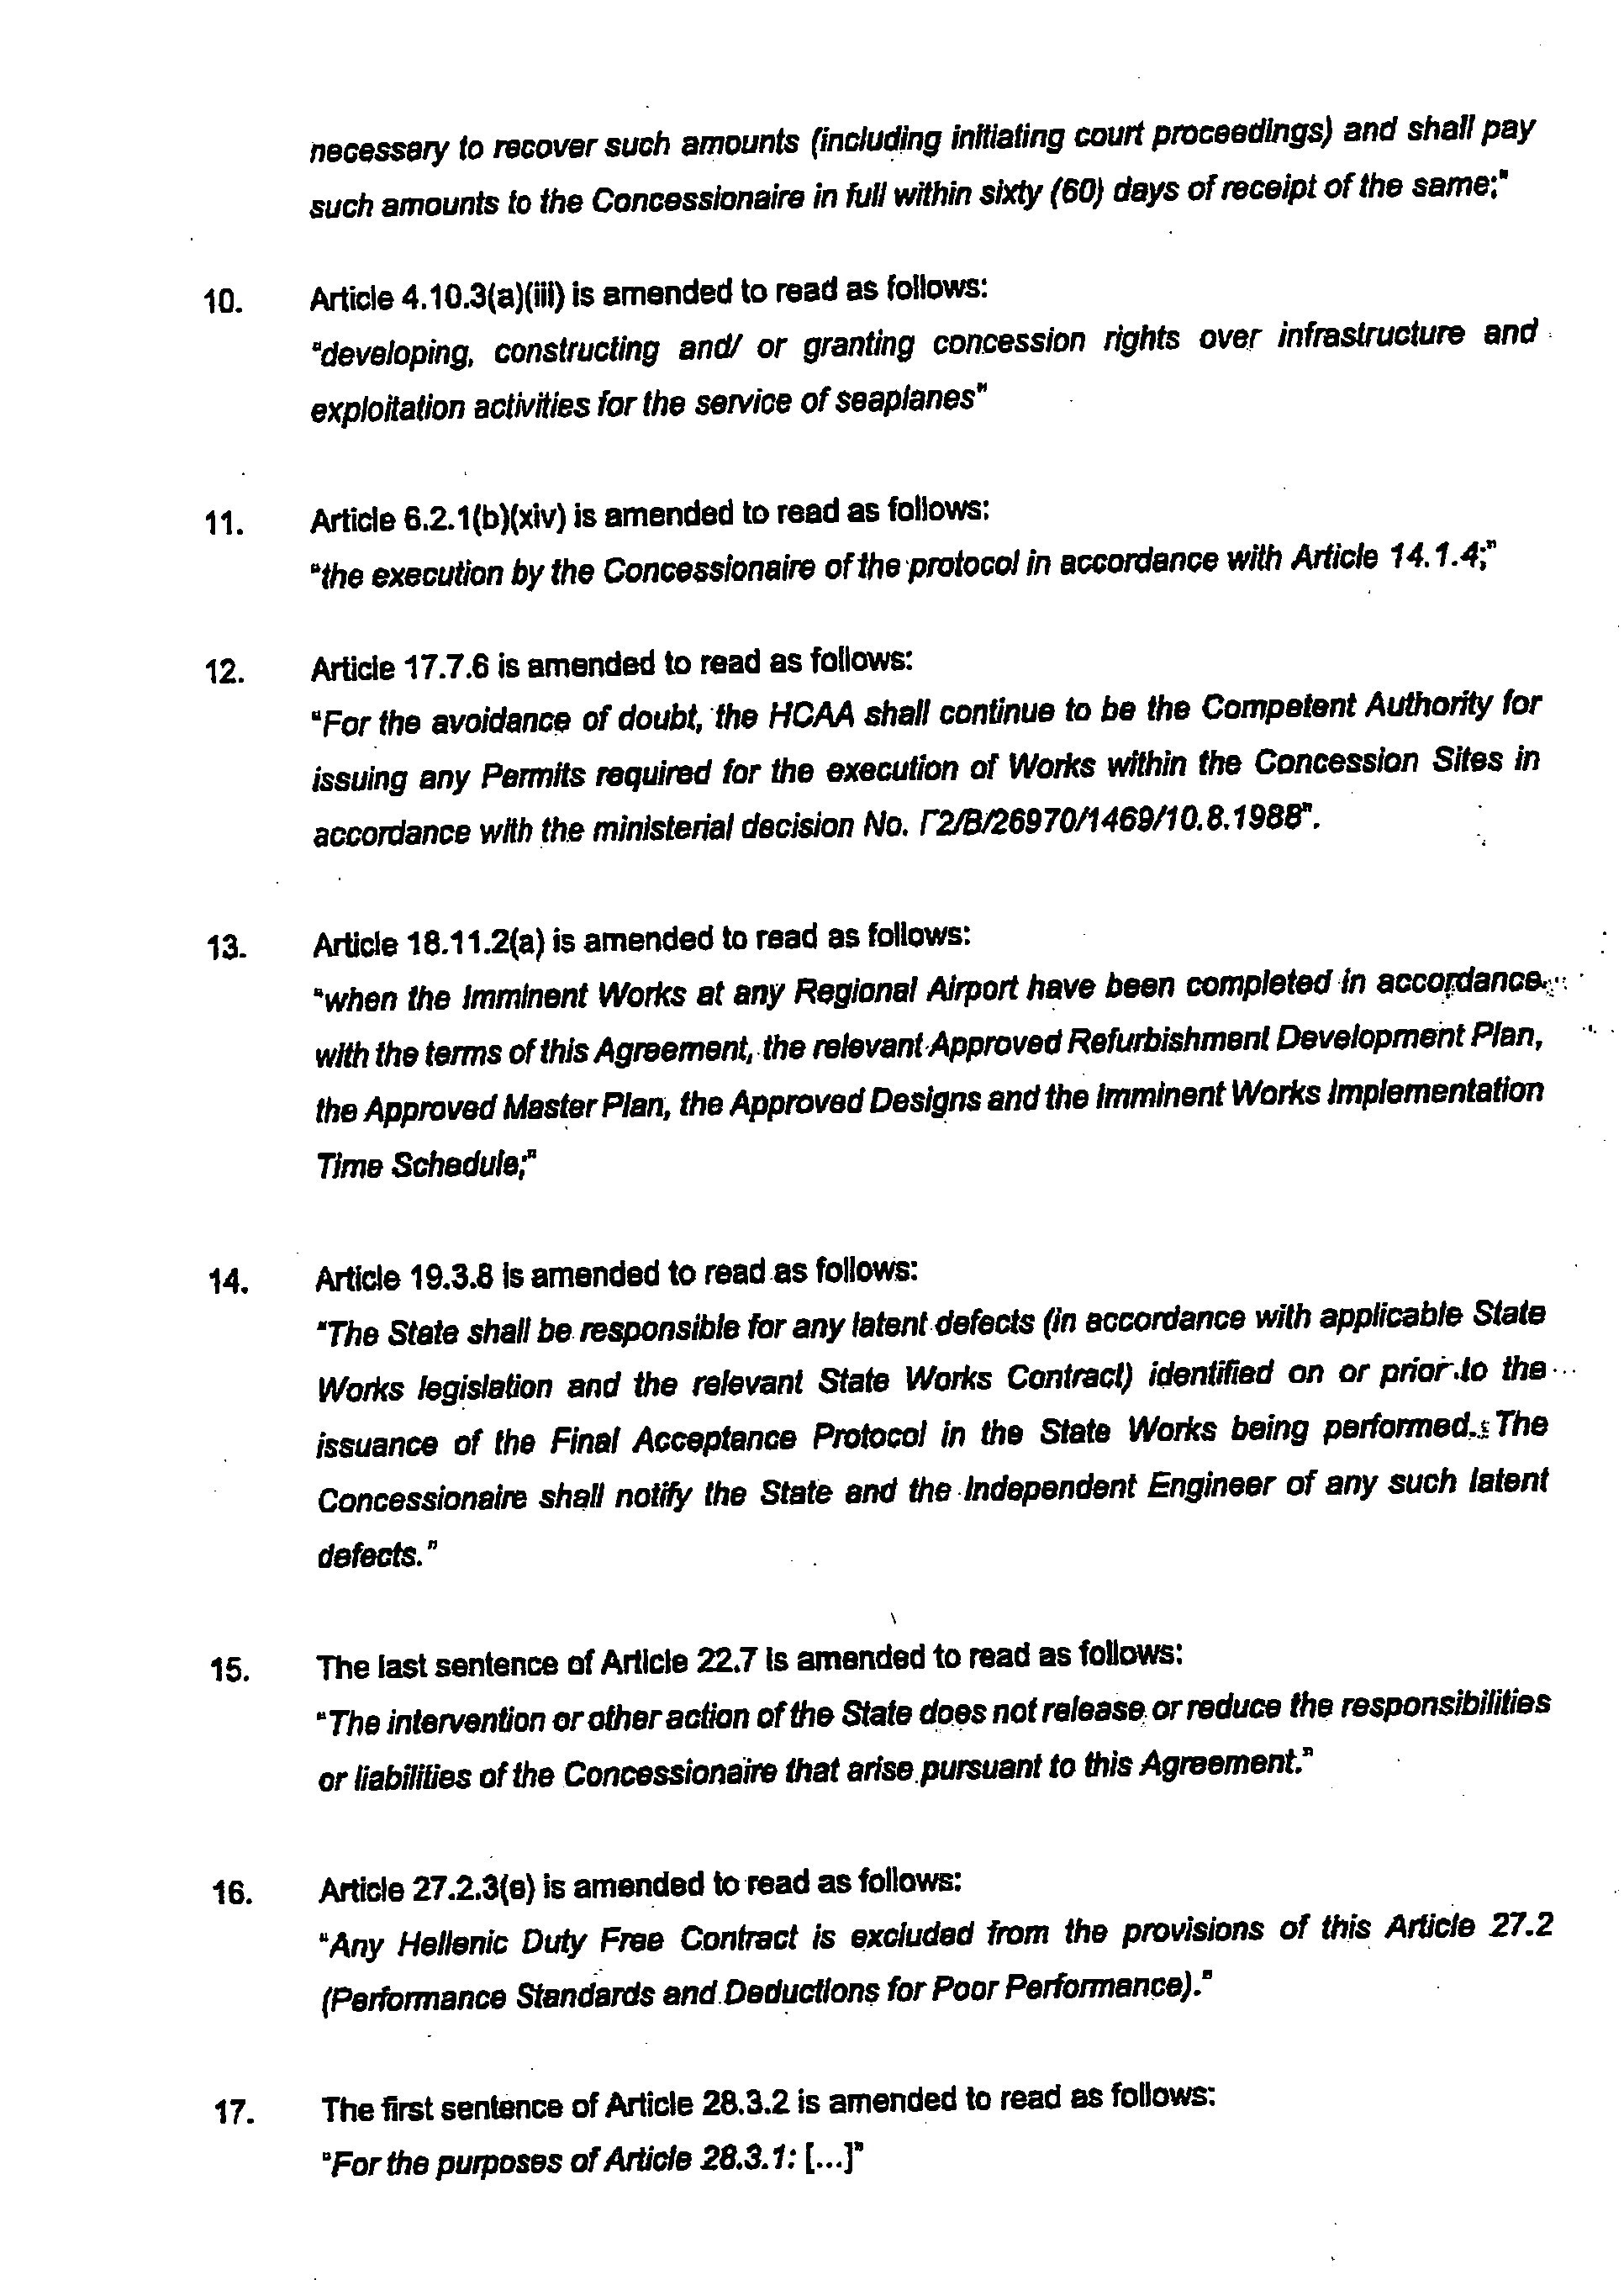 necessary to recover such amounts (including initiating court proceedings) and shall pay
such amounts to the Concessionaire in full within sixty (60) days of receipt of the same;"
10. Article 4.10.3(a)(iii) is amended to read as follows:
"developing, constructing and/ or granting concession rights over infrastructure and
exploitation activities for the service of seaplanes"
11. Article 6.2.1(b)(xiv) is amended to read as follows:
"the execution by the Concessionaire of the protocol in accordance with Article 14.1.4;"
12. Article 17.7.6 is amended to read as follows:
"For the avoidance of doubt, the HCAA shall continue to be the Competent Authority for
issuing any Permits required for the execution of Works within the Concession Sites in
accordance with the ministerial decision No. Γ2/B/26970/1469/10.8.1988".
13. Article 18.11.2(a) is amended to read as follows:
"when the Imminent Works at any Regional Airport have been completed in accordance
with the terms of this Agreement, the relevant Approved Refurbishment Development Plan,
the Approved Master Plan, the Approved Designs and the Imminent Works Implementation
Time Schedule;"
14. Article 19.3.8 is amended to read as follows:
"The State shall be responsible for any latent defects (in accordance with applicable State
Works legislation and the relevant State Works Contract) identified on or prior to the
issuance of the Final Acceptance Protocol in the State Works being performed. The
Concessionaire shall notify the State and the Independent Engineer of any such latent
defects."
15. The last sentence of Article 22.7 is amended to read as follows:
"The intervention or other action of the State does not release or reduce the responsibilities
or liabilities of the Concessionaire that arise pursuant to this Agreement."
16. Article 27.2.3(e) is amended to read as follows:
"Any Hellenic Duty Free Contract is excluded from the provisions of this Article 27.2
(Performance Standards and Deductions for Poor Performance)."
17. The first sentence of Article 28.3.2 is amended to read as follows:
"For the purposes of Article 28.3.1: [...]"